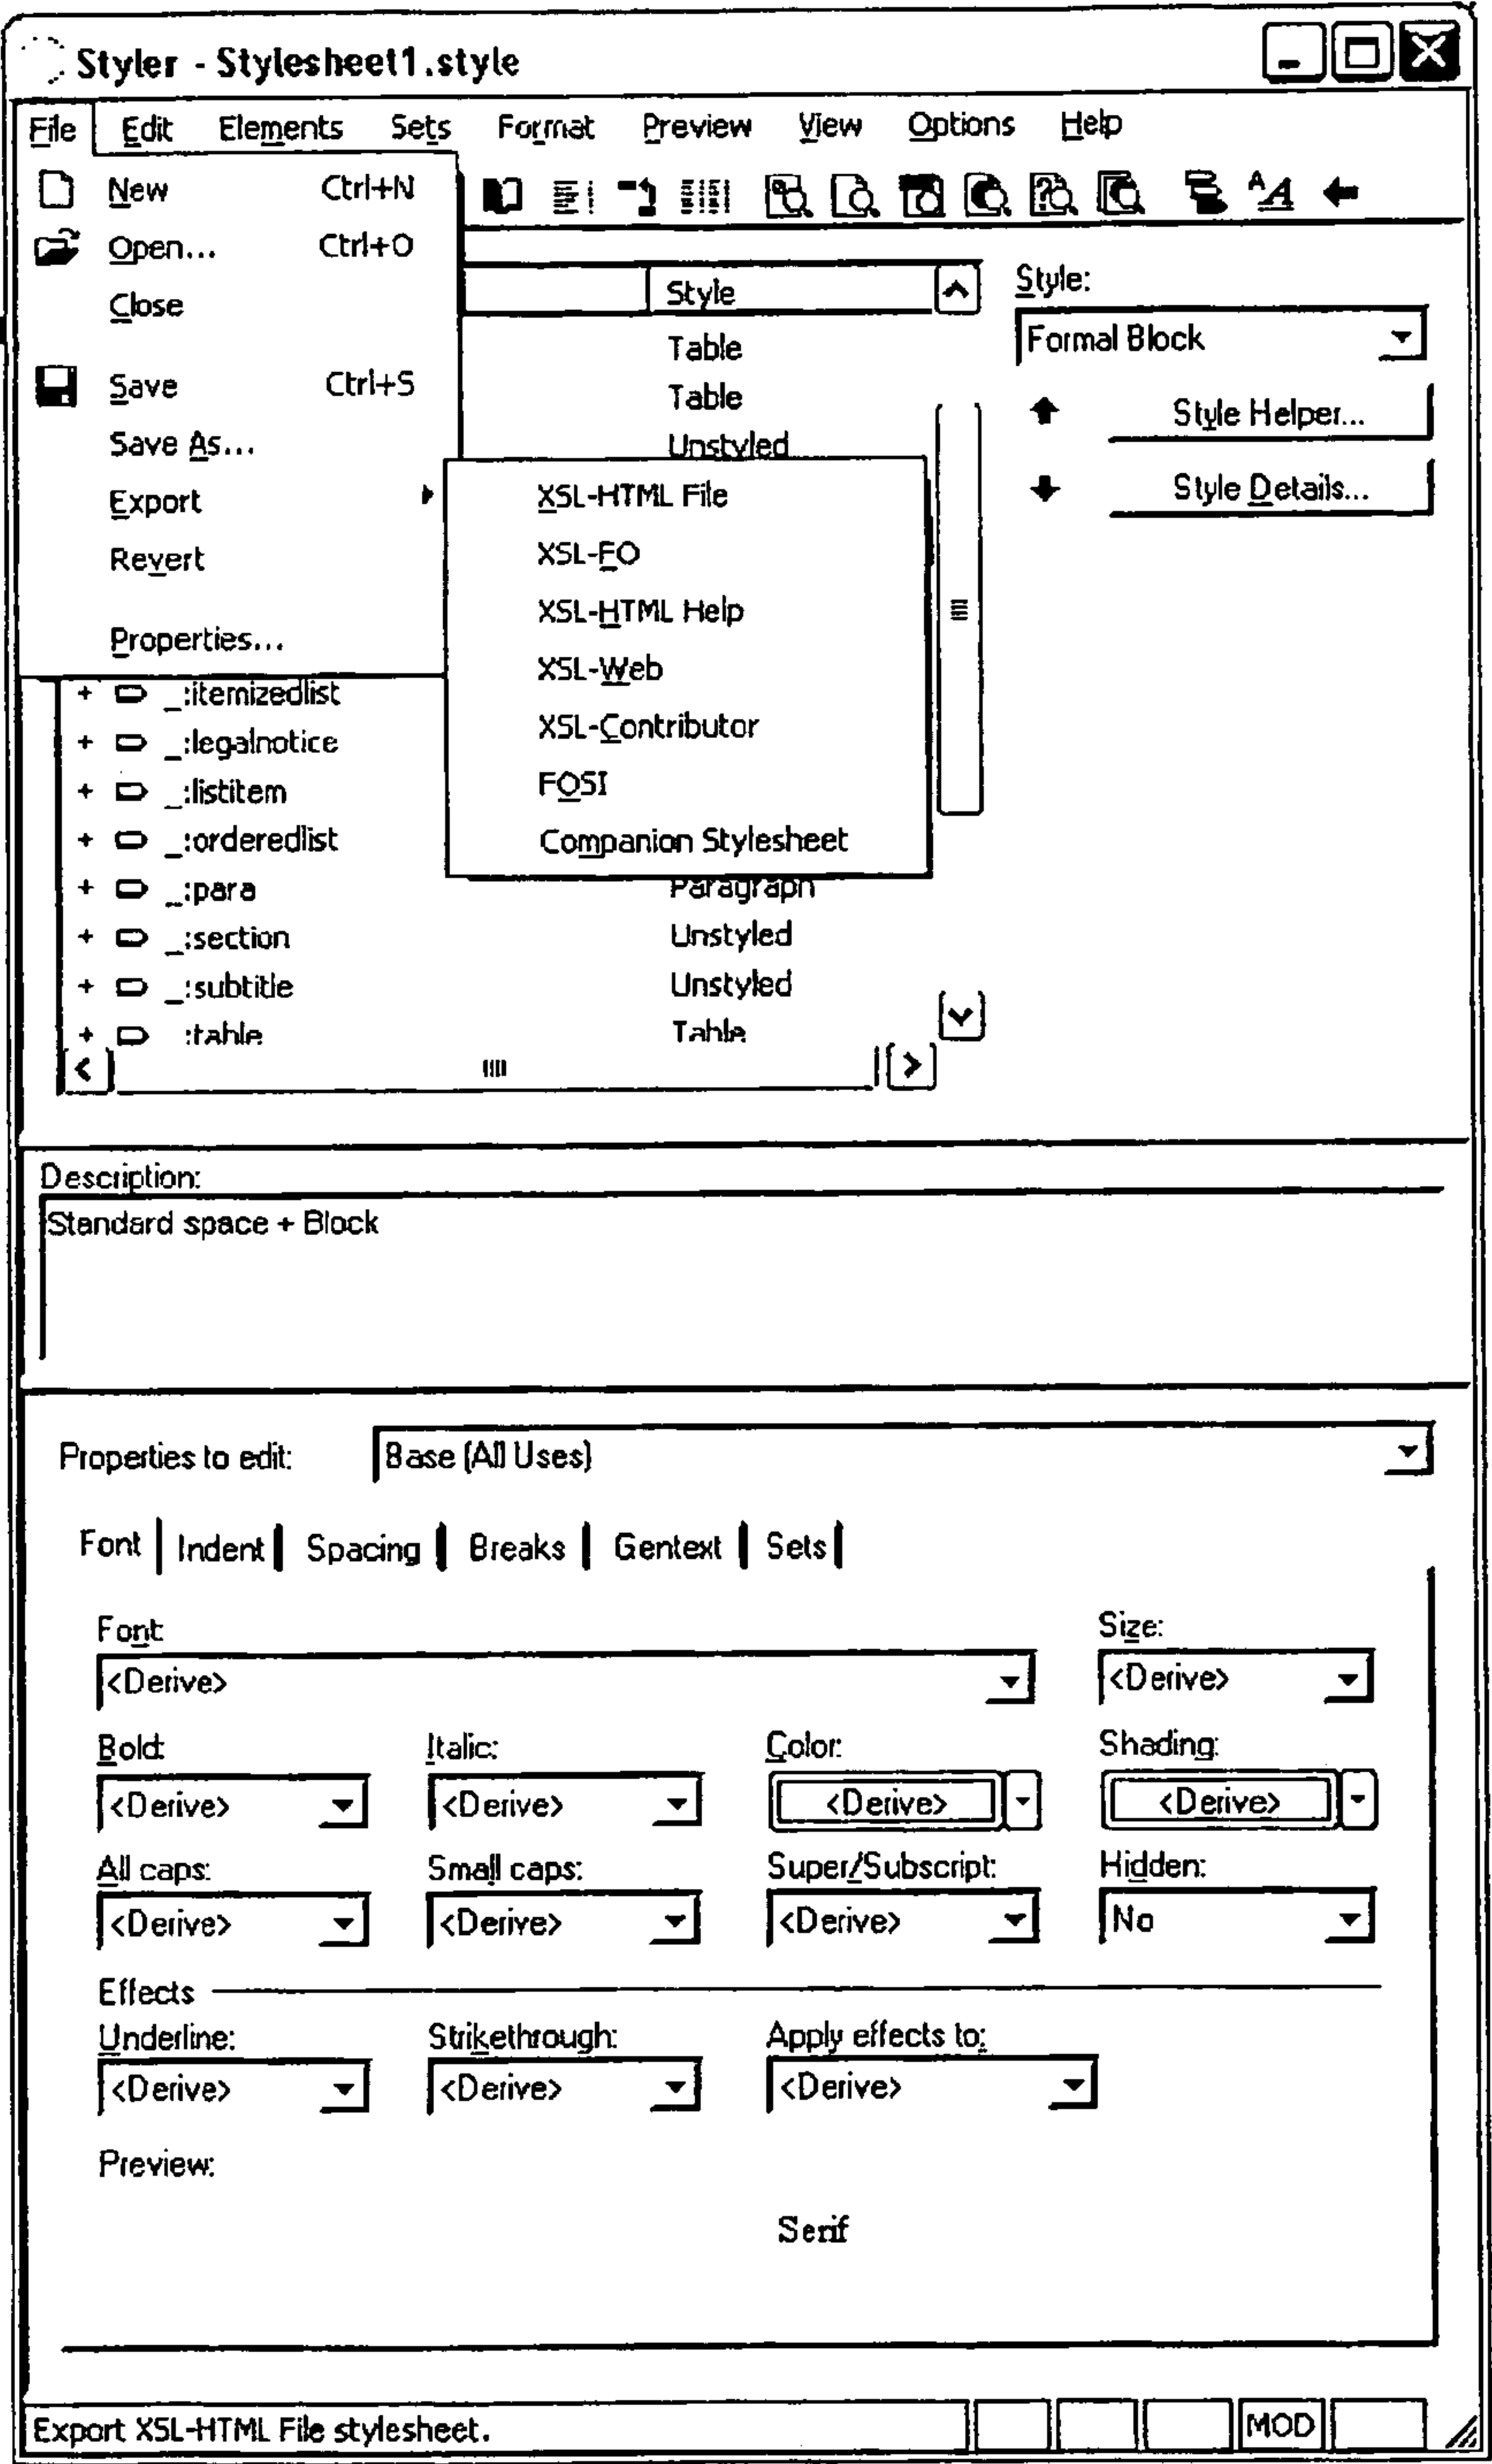 Styler - Stylesheet1.style
File Edit Elements Sets Format Preview View Options Help
New Ctrl+N
Open... Ctrl+O
Close
Save Ctrl+S
Save As...
Export
Revert
Properties...
XSL-HTML File
XSL-FO
XSL-HTML Help
XSL-Web
XSL-Contributor
FOSI
Companion Stylesheet
Style
Table
Table
Unstyled
Style:
Formal Block
Style Helper...
Style Details...
+ _:itemizedlist
+ _:legalnotice
+ _:listitem
+ _:orderedlist
+ _:para Paragraph
+ _:section Unstyled
+ _:subtitle Unstyled
+ :table Table
Description:
Standard space + Block
Properties to edit: Base (All Uses)
Font Indent Spacing Breaks Gentext Sets
Font: Size:
<Derive> <Derive>
Bold: Italic: Color: Shading:
<Derive> <Derive> <Derive> <Derive>
All caps: Small caps: Super/Subscript: Hidden:
<Derive> <Derive> <Derive> No
Effects
Underline: Strikethrough: Apply effects to:
<Derive> <Derive> <Derive>
Preview:
Serif
Export XSL-HTML File stylesheet. MOD